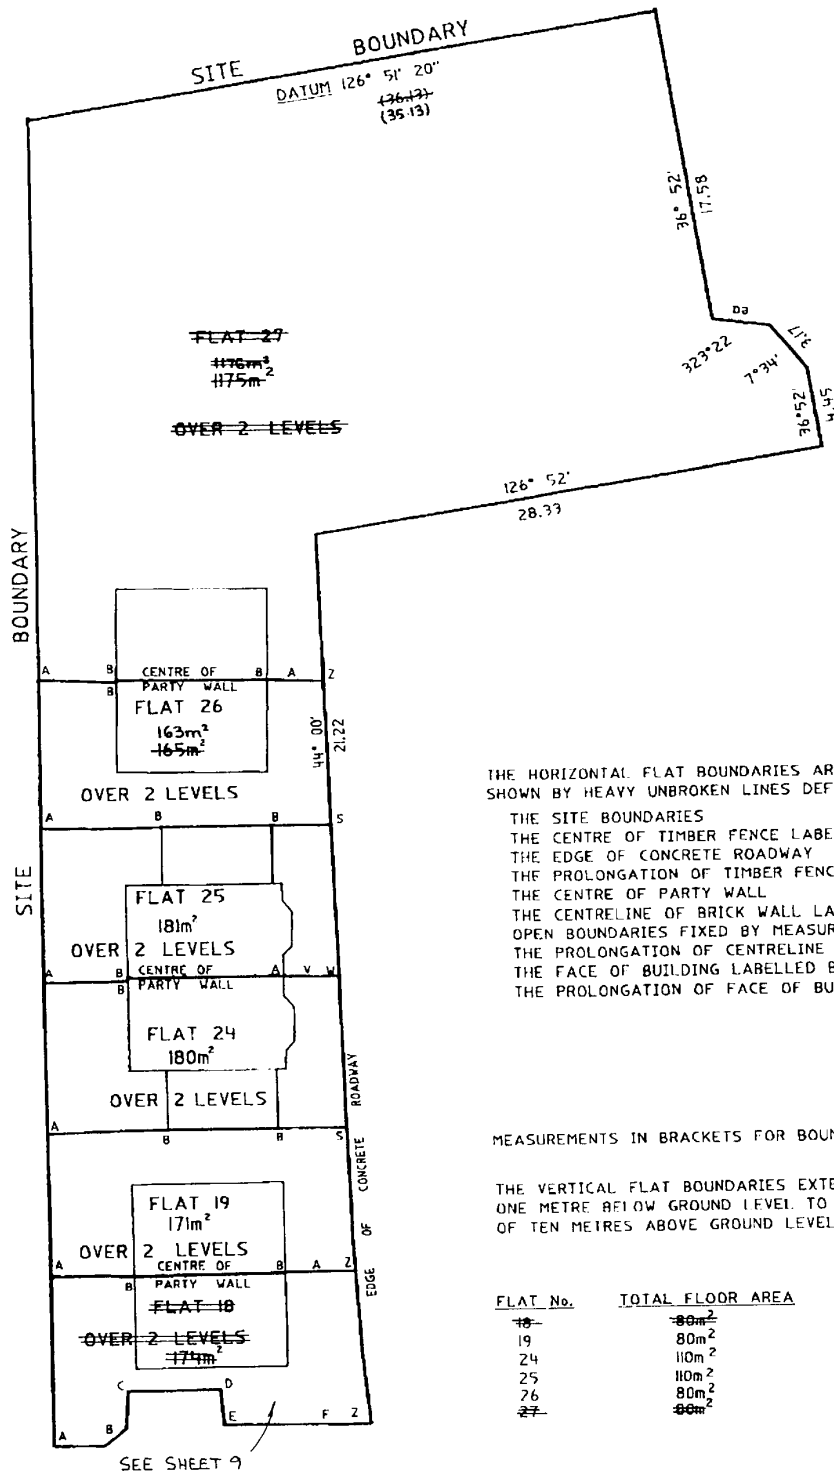 SITE BOUNDARY
DATUM 126° 51' 20"
(36.13)
(35.13)
36° 52'
17.58
323°22
7°34'
3.17
36°52'
4.45
126° 52'
28.33
FLAT 27
1176m²
1175m²
OVER 2 LEVELS
SITE BOUNDARY
A B CENTRE OF B A Z
B PARTY WALL
FLAT 26
163m²
165m²
OVER 2 LEVELS
44° 00'
21.22
A B B S
FLAT 25
181m²
OVER 2 LEVELS
A B CENTRE OF A V W
B PARTY WALL
FLAT 24
180m²
OVER 2 LEVELS
A B B S
EDGE OF CONCRETE ROADWAY
FLAT 19
171m²
OVER 2 LEVELS
A CENTRE OF B A Z
B PARTY WALL
FLAT 18
OVER 2 LEVELS
174m²
C D
A B E F Z
SEE SHEET 9
THE HORIZONTAL FLAT BOUNDARIES AR
SHOWN BY HEAVY UNBROKEN LINES DEF
THE SITE BOUNDARIES
THE CENTRE OF TIMBER FENCE LABE
THE EDGE OF CONCRETE ROADWAY
THE PROLONGATION OF TIMBER FENC
THE CENTRE OF PARTY WALL
THE CENTRELINE OF BRICK WALL LA
OPEN BOUNDARIES FIXED BY MEASUR
THE PROLONGATION OF CENTRELINE
THE FACE OF BUILDING LABELLED B
THE PROLONGATION OF FACE OF BU
MEASUREMENTS IN BRACKETS FOR BOUN
THE VERTICAL FLAT BOUNDARIES EXTE
ONE METRE BELOW GROUND LEVEL TO
OF TEN METRES ABOVE GROUND LEVEL
FLAT No. TOTAL FLOOR AREA
18 80m²
19 80m²
24 110m²
25 110m²
26 80m²
27 80m²